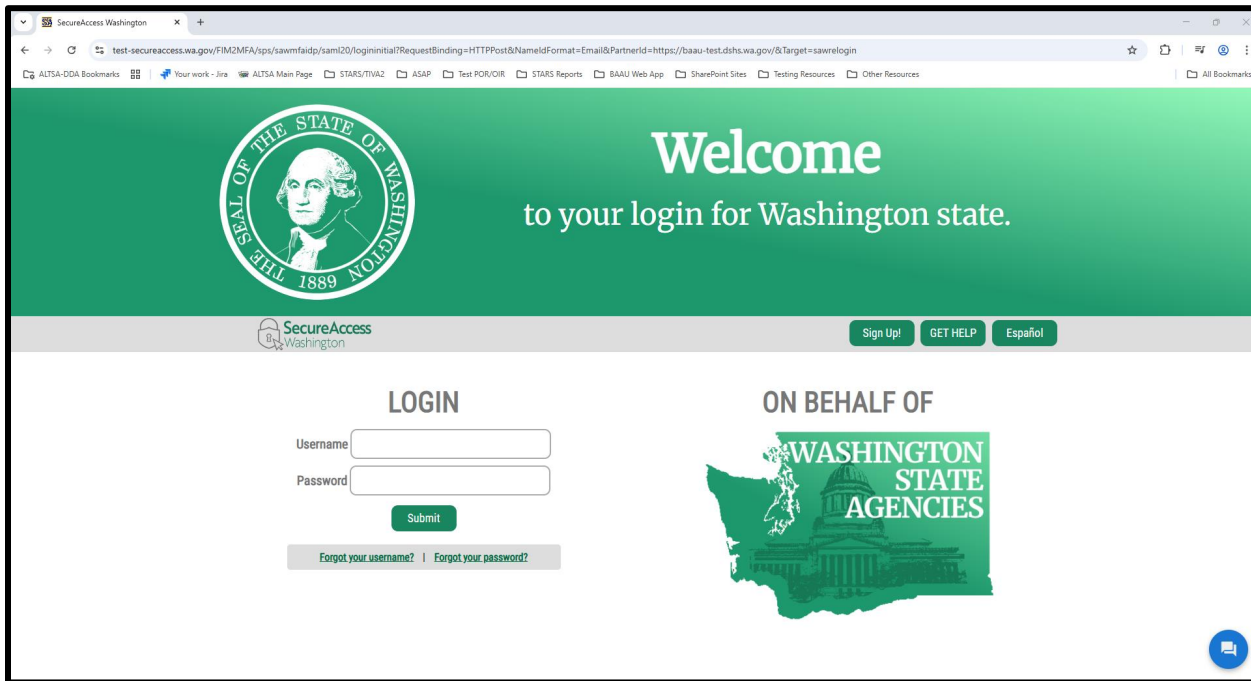 SecureAccess Washington
test-secureaccess.wa.gov/FIM2MFA/sps/sawmfaidp/saml20/logininitial?RequestBinding=HTTPPost&NameIdFormat=Email&PartnerId=https://baau-test.dshs.wa.gov/&Target=sawrelogin
ALTSA-DDA Bookmarks Your work - Jira ALTSA Main Page STARS/TIVA2 ASAP Test POR/OIR STARS Reports BAAU Web App SharePoint Sites Testing Resources Other Resources All Bookmarks
THE SEAL OF THE STATE OF WASHINGTON
1889
Welcome
to your login for Washington state.
SecureAccess
Washington
Sign Up! GET HELP Español
LOGIN
Username
Password
Submit
Forgot your username? | Forgot your password?
ON BEHALF OF
WASHINGTON
STATE
AGENCIES